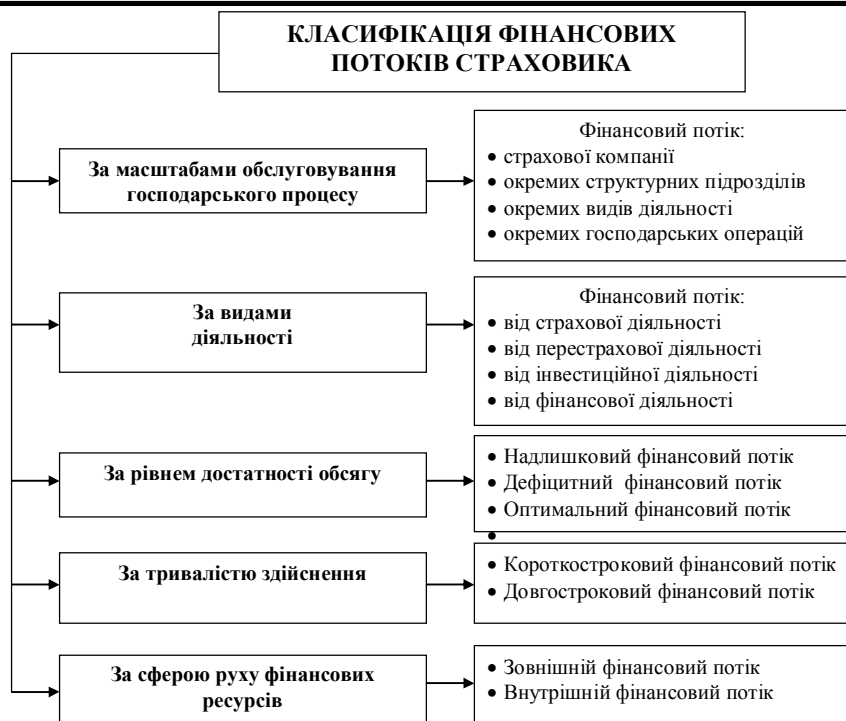 КЛАСИФІКАЦІЯ ФІНАНСОВИХ
ПОТОКІВ СТРАХОВИКА
За масштабами обслуговування
господарського процесу
Фінансовий потік:
• страхової компанії
• окремих структурних підрозділів
• окремих видів діяльності
• окремих господарських операцій
За видами
діяльності
Фінансовий потік:
• від страхової діяльності
• від перестрахової діяльності
• від інвестиційної діяльності
• від фінансової діяльності
За рівнем достатності обсягу
• Надлишковий фінансовий потік
• Дефіцитний фінансовий потік
• Оптимальний фінансовий потік
•
За тривалістю здійснення
• Короткостроковий фінансовий потік
• Довгостроковий фінансовий потік
За сферою руху фінансових
ресурсів
• Зовнішній фінансовий потік
• Внутрішній фінансовий потік